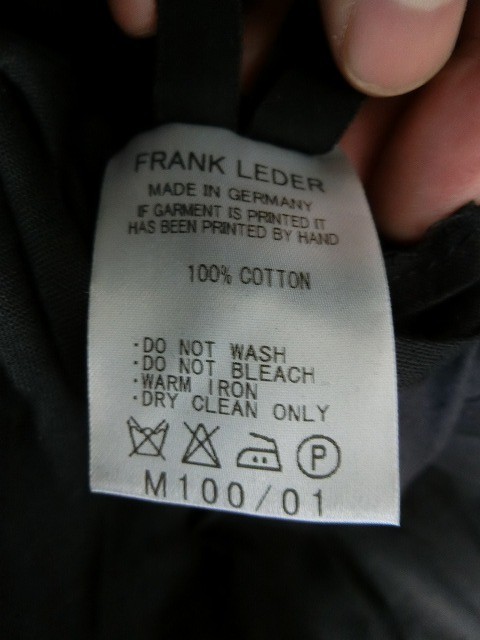 FRANK LEDER
MADE IN GERMANY
IF GARMENT IS PRINTED IT
HAS BEEN PRINTED BY HAND
100% COTTON
·DO NOT WASH
·DO NOT BLEACH
·WARM IRON
·DRY CLEAN ONLY
P
M100/01